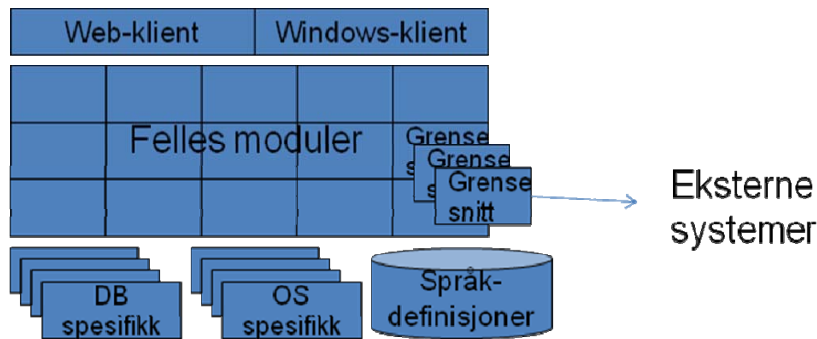 Web-klient
Windows-klient
Felles moduler
Grense
s
Grense
s
Grense
snitt
Eksterne
systemer
DB
spesifikk
OS
spesifikk
Språk-
definisjoner